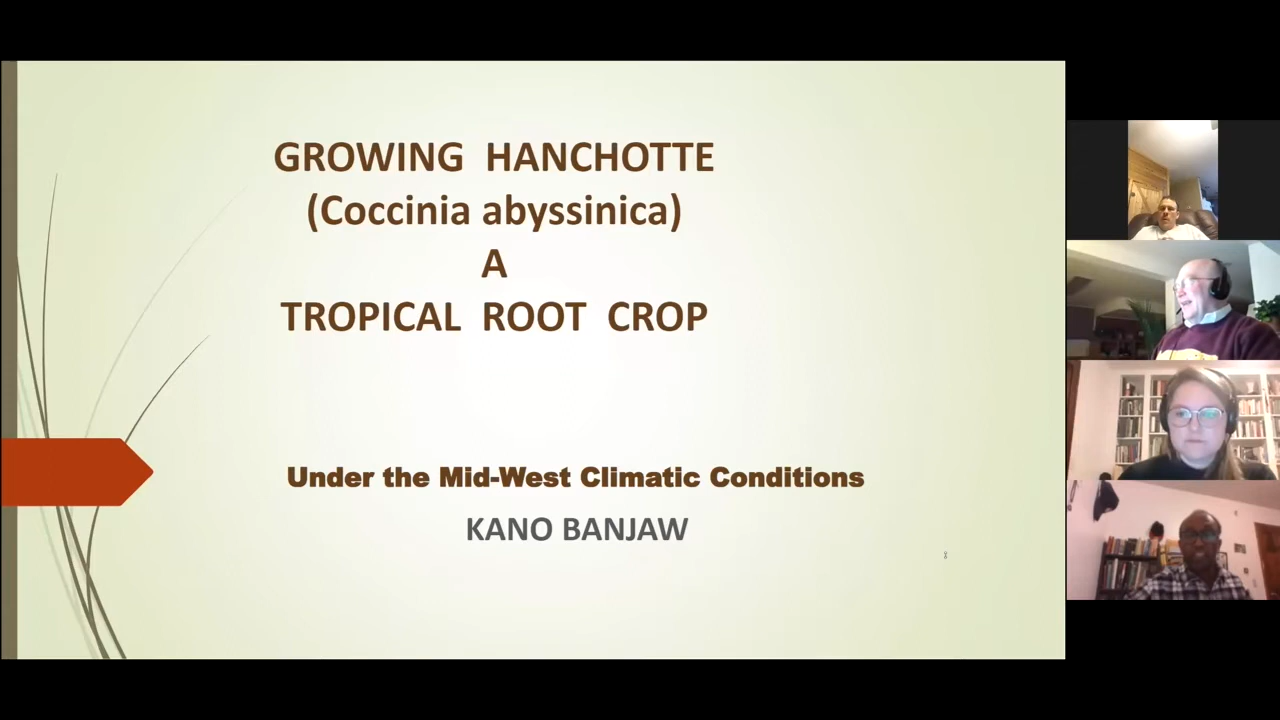 GROWING HANCHOTTE
(Coccinia abyssinica)
A
TROPICAL ROOT CROP
Under the Mid-West Climatic Conditions
KANO BANJAW